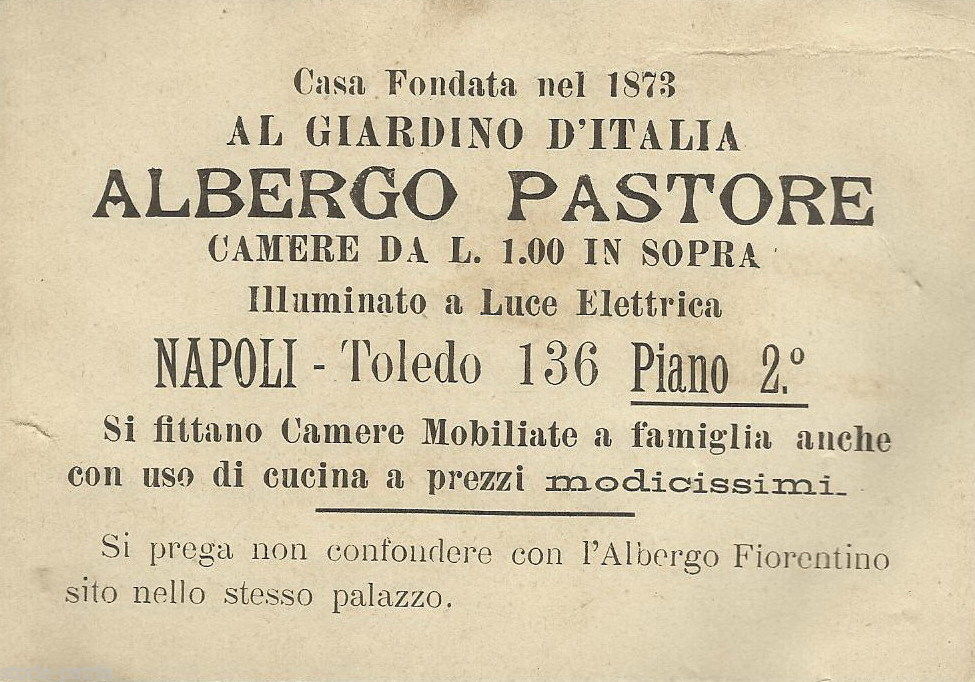 Casa Fondata nel 1873
AL GIARDINO D'ITALIA
ALBERGO PASTORE
CAMERE DA L. 1.00 IN SOPRA
Illuminato a Luce Elettrica
NAPOLI - Toledo 136 Piano 2.º
Si fittano Camere Mobiliate a famiglia anche
con uso di cucina a prezzi modicissimi.
Si prega non confondere con l'Albergo Fiorentino
sito nello stesso palazzo.